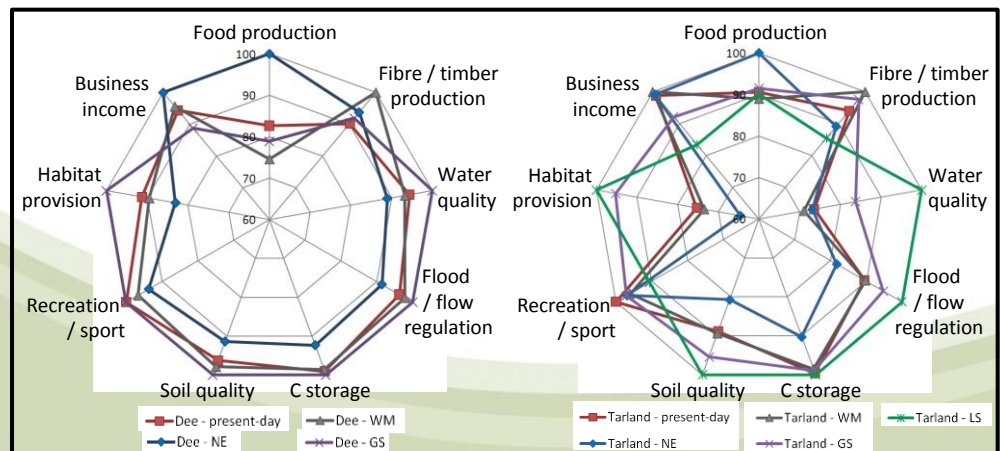 Food production
100
90
80
70
60
Fibre / timber
production
Water
quality
Flood
/ flow
regulation
C storage
Soil quality
Recreation
/ sport
Habitat
provision
Business
income
Dee - present-day
Dee - WM
Dee - NE
Dee - GS
Food production
100
90
80
70
60
Fibre / timber
production
Water
quality
Flood
/ flow
regulation
C storage
Soil quality
Recreation
/ sport
Habitat
provision
Business
income
Tarland - present-day
Tarland - WM
Tarland - LS
Tarland - NE
Tarland - GS